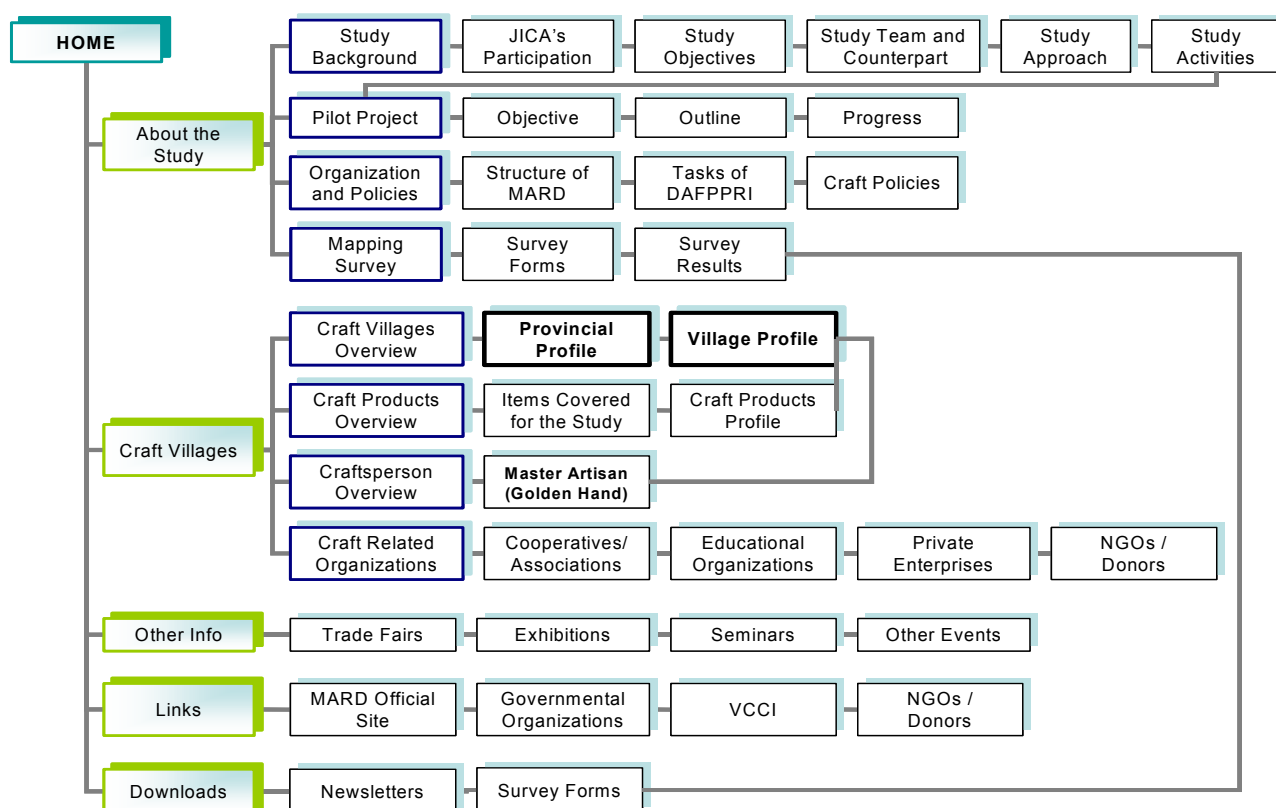 HOME
Study
Background
JICA's
Participation
Study
Objectives
Study Team and
Counterpart
Study
Approach
Study
Activities
About the
Study
Pilot Project
Objective
Outline
Progress
Organization
and Policies
Structure of
MARD
Tasks of
DAFPPRI
Craft Policies
Mapping
Survey
Survey
Forms
Survey
Results
Craft Villages
Craft Villages
Overview
Provincial
Profile
Village Profile
Craft Products
Overview
Items Covered
for the Study
Craft Products
Profile
Craftsperson
Overview
Master Artisan
(Golden Hand)
Craft Related
Organizations
Cooperatives/
Associations
Educational
Organizations
Private
Enterprises
NGOs /
Donors
Other Info
Trade Fairs
Exhibitions
Seminars
Other Events
Links
MARD Official
Site
Governmental
Organizations
VCCI
NGOs /
Donors
Downloads
Newsletters
Survey Forms